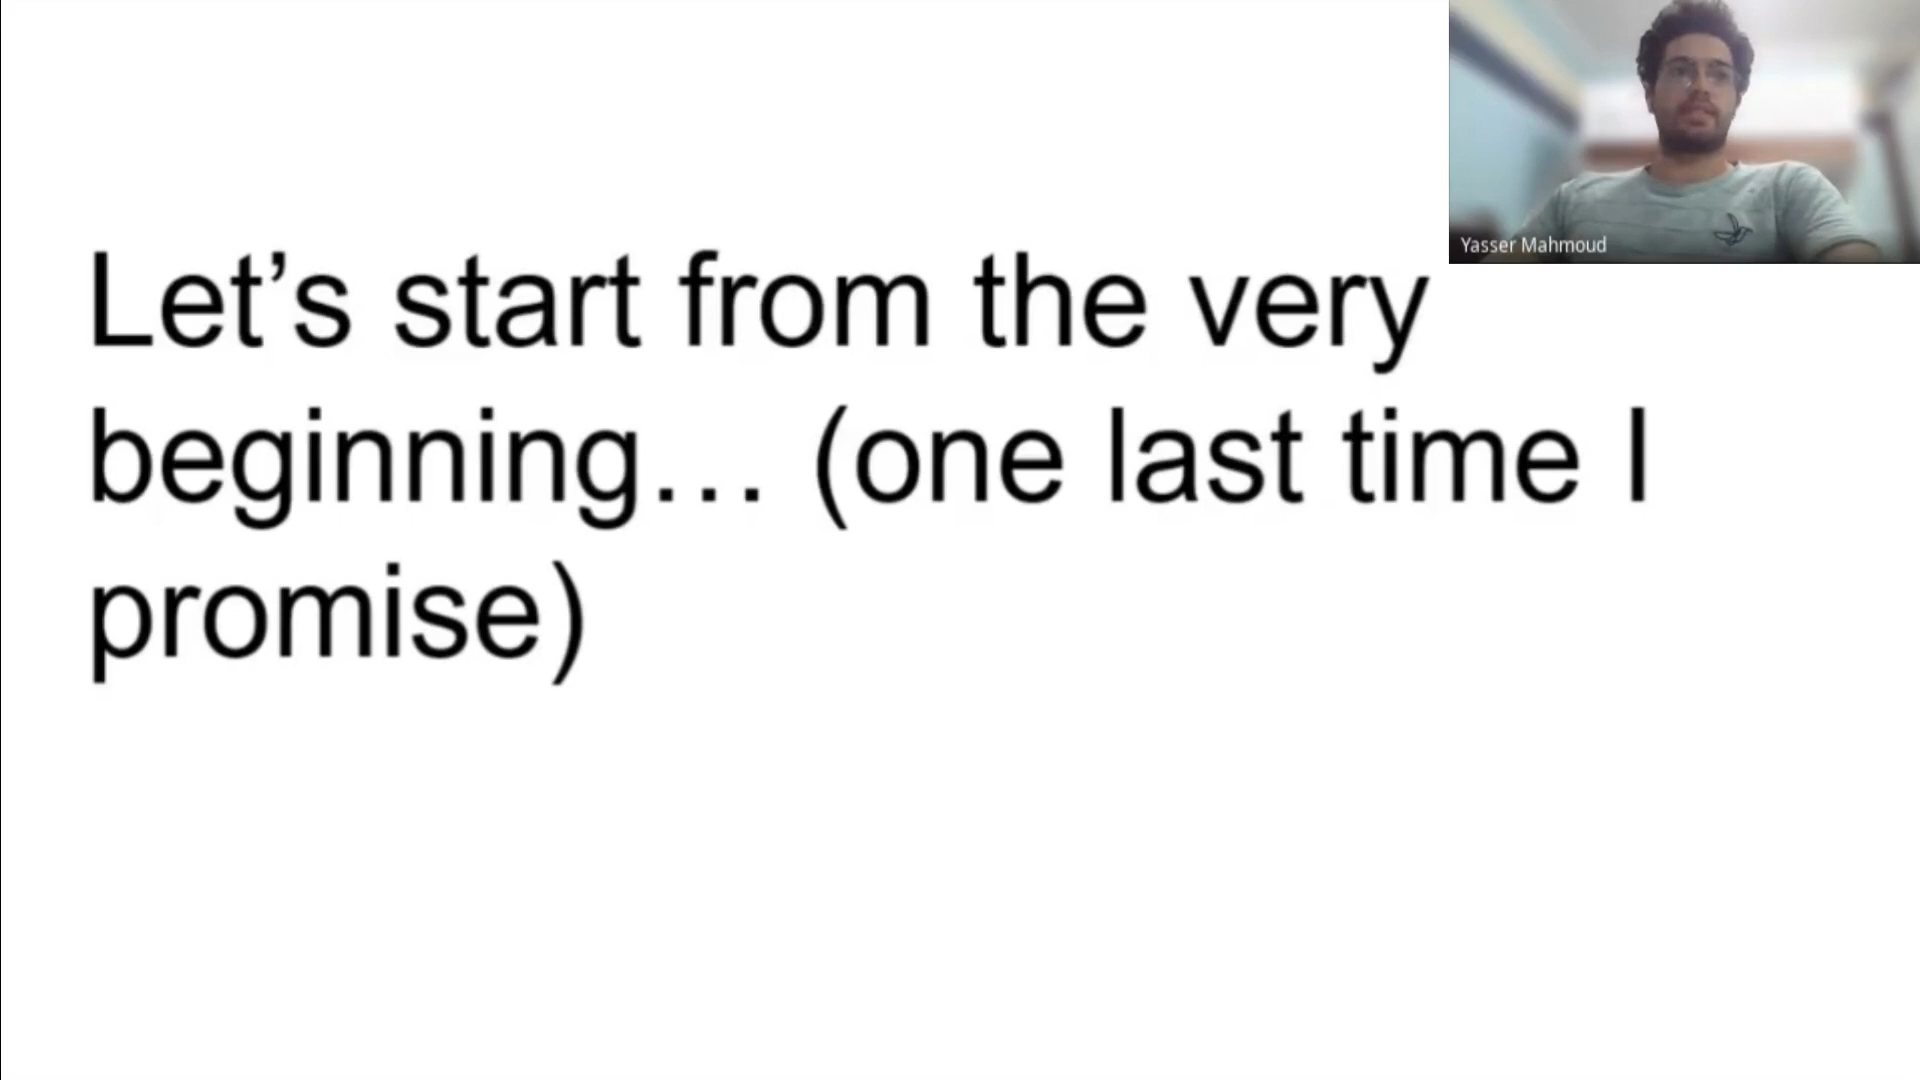 Let’s start from the very
beginning… (one last time I
promise)
Yasser Mahmoud